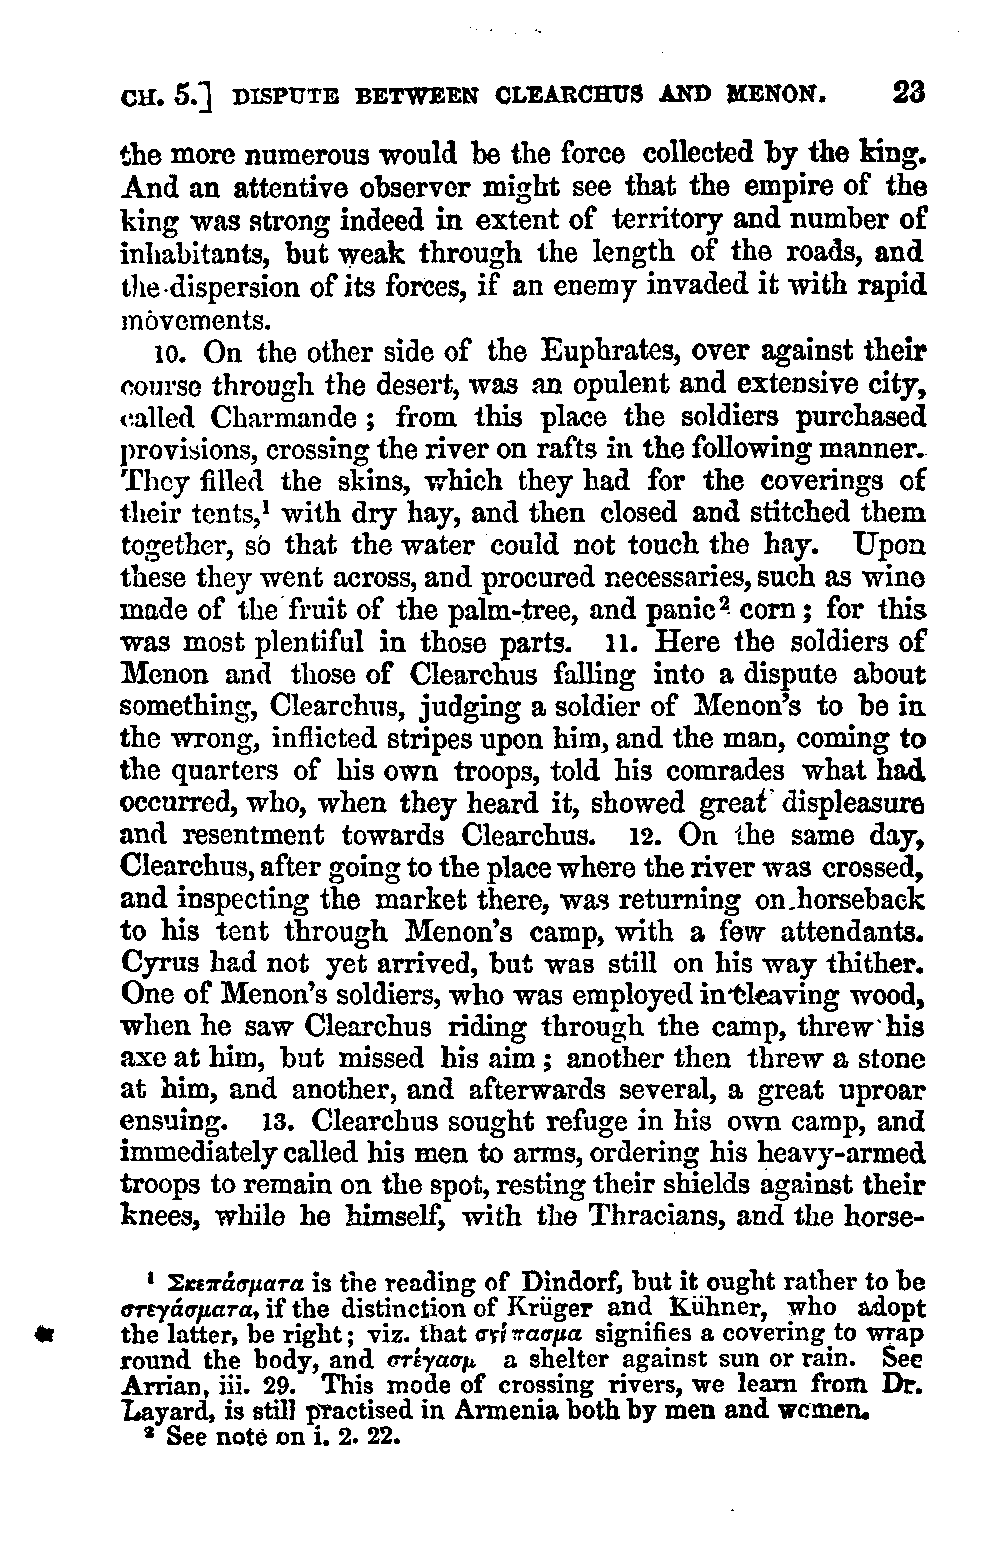 CH. 5.] DISPUTE BETWEEN CLEARCHUS AND MENON. 23
the more numerous would be the force collected by the king.
And an attentive observer might see that the empire of the
king was strong indeed in extent of territory and number of
inhabitants, but weak through the length of the roads, and
the dispersion of its forces, if an enemy invaded it with rapid
movements.
10. On the other side of the Euphrates, over against their
course through the desert, was an opulent and extensive city,
called Charmande ; from this place the soldiers purchased
provisions, crossing the river on rafts in the following manner.
They filled the skins, which they had for the coverings of
their tents,¹ with dry hay, and then closed and stitched them
together, so that the water could not touch the hay. Upon
these they went across, and procured necessaries, such as wine
made of the fruit of the palm-tree, and panic² corn ; for this
was most plentiful in those parts. 11. Here the soldiers of
Menon and those of Clearchus falling into a dispute about
something, Clearchus, judging a soldier of Menon's to be in
the wrong, inflicted stripes upon him, and the man, coming to
the quarters of his own troops, told his comrades what had
occurred, who, when they heard it, showed great displeasure
and resentment towards Clearchus. 12. On the same day,
Clearchus, after going to the place where the river was crossed,
and inspecting the market there, was returning on horseback
to his tent through Menon's camp, with a few attendants.
Cyrus had not yet arrived, but was still on his way thither.
One of Menon's soldiers, who was employed in cleaving wood,
when he saw Clearchus riding through the camp, threw his
axe at him, but missed his aim ; another then threw a stone
at him, and another, and afterwards several, a great uproar
ensuing. 13. Clearchus sought refuge in his own camp, and
immediately called his men to arms, ordering his heavy-armed
troops to remain on the spot, resting their shields against their
knees, while he himself, with the Thracians, and the horse-
¹ Σκεπάσματα is the reading of Dindorf, but it ought rather to be
στεγάσματα, if the distinction of Krüger and Kühner, who adopt
the latter, be right ; viz. that σκέπασμα signifies a covering to wrap
round the body, and στέγασμ a shelter against sun or rain. See
Arrian, iii. 29. This mode of crossing rivers, we learn from Dr.
Layard, is still practised in Armenia both by men and women.
² See note on i. 2. 22.